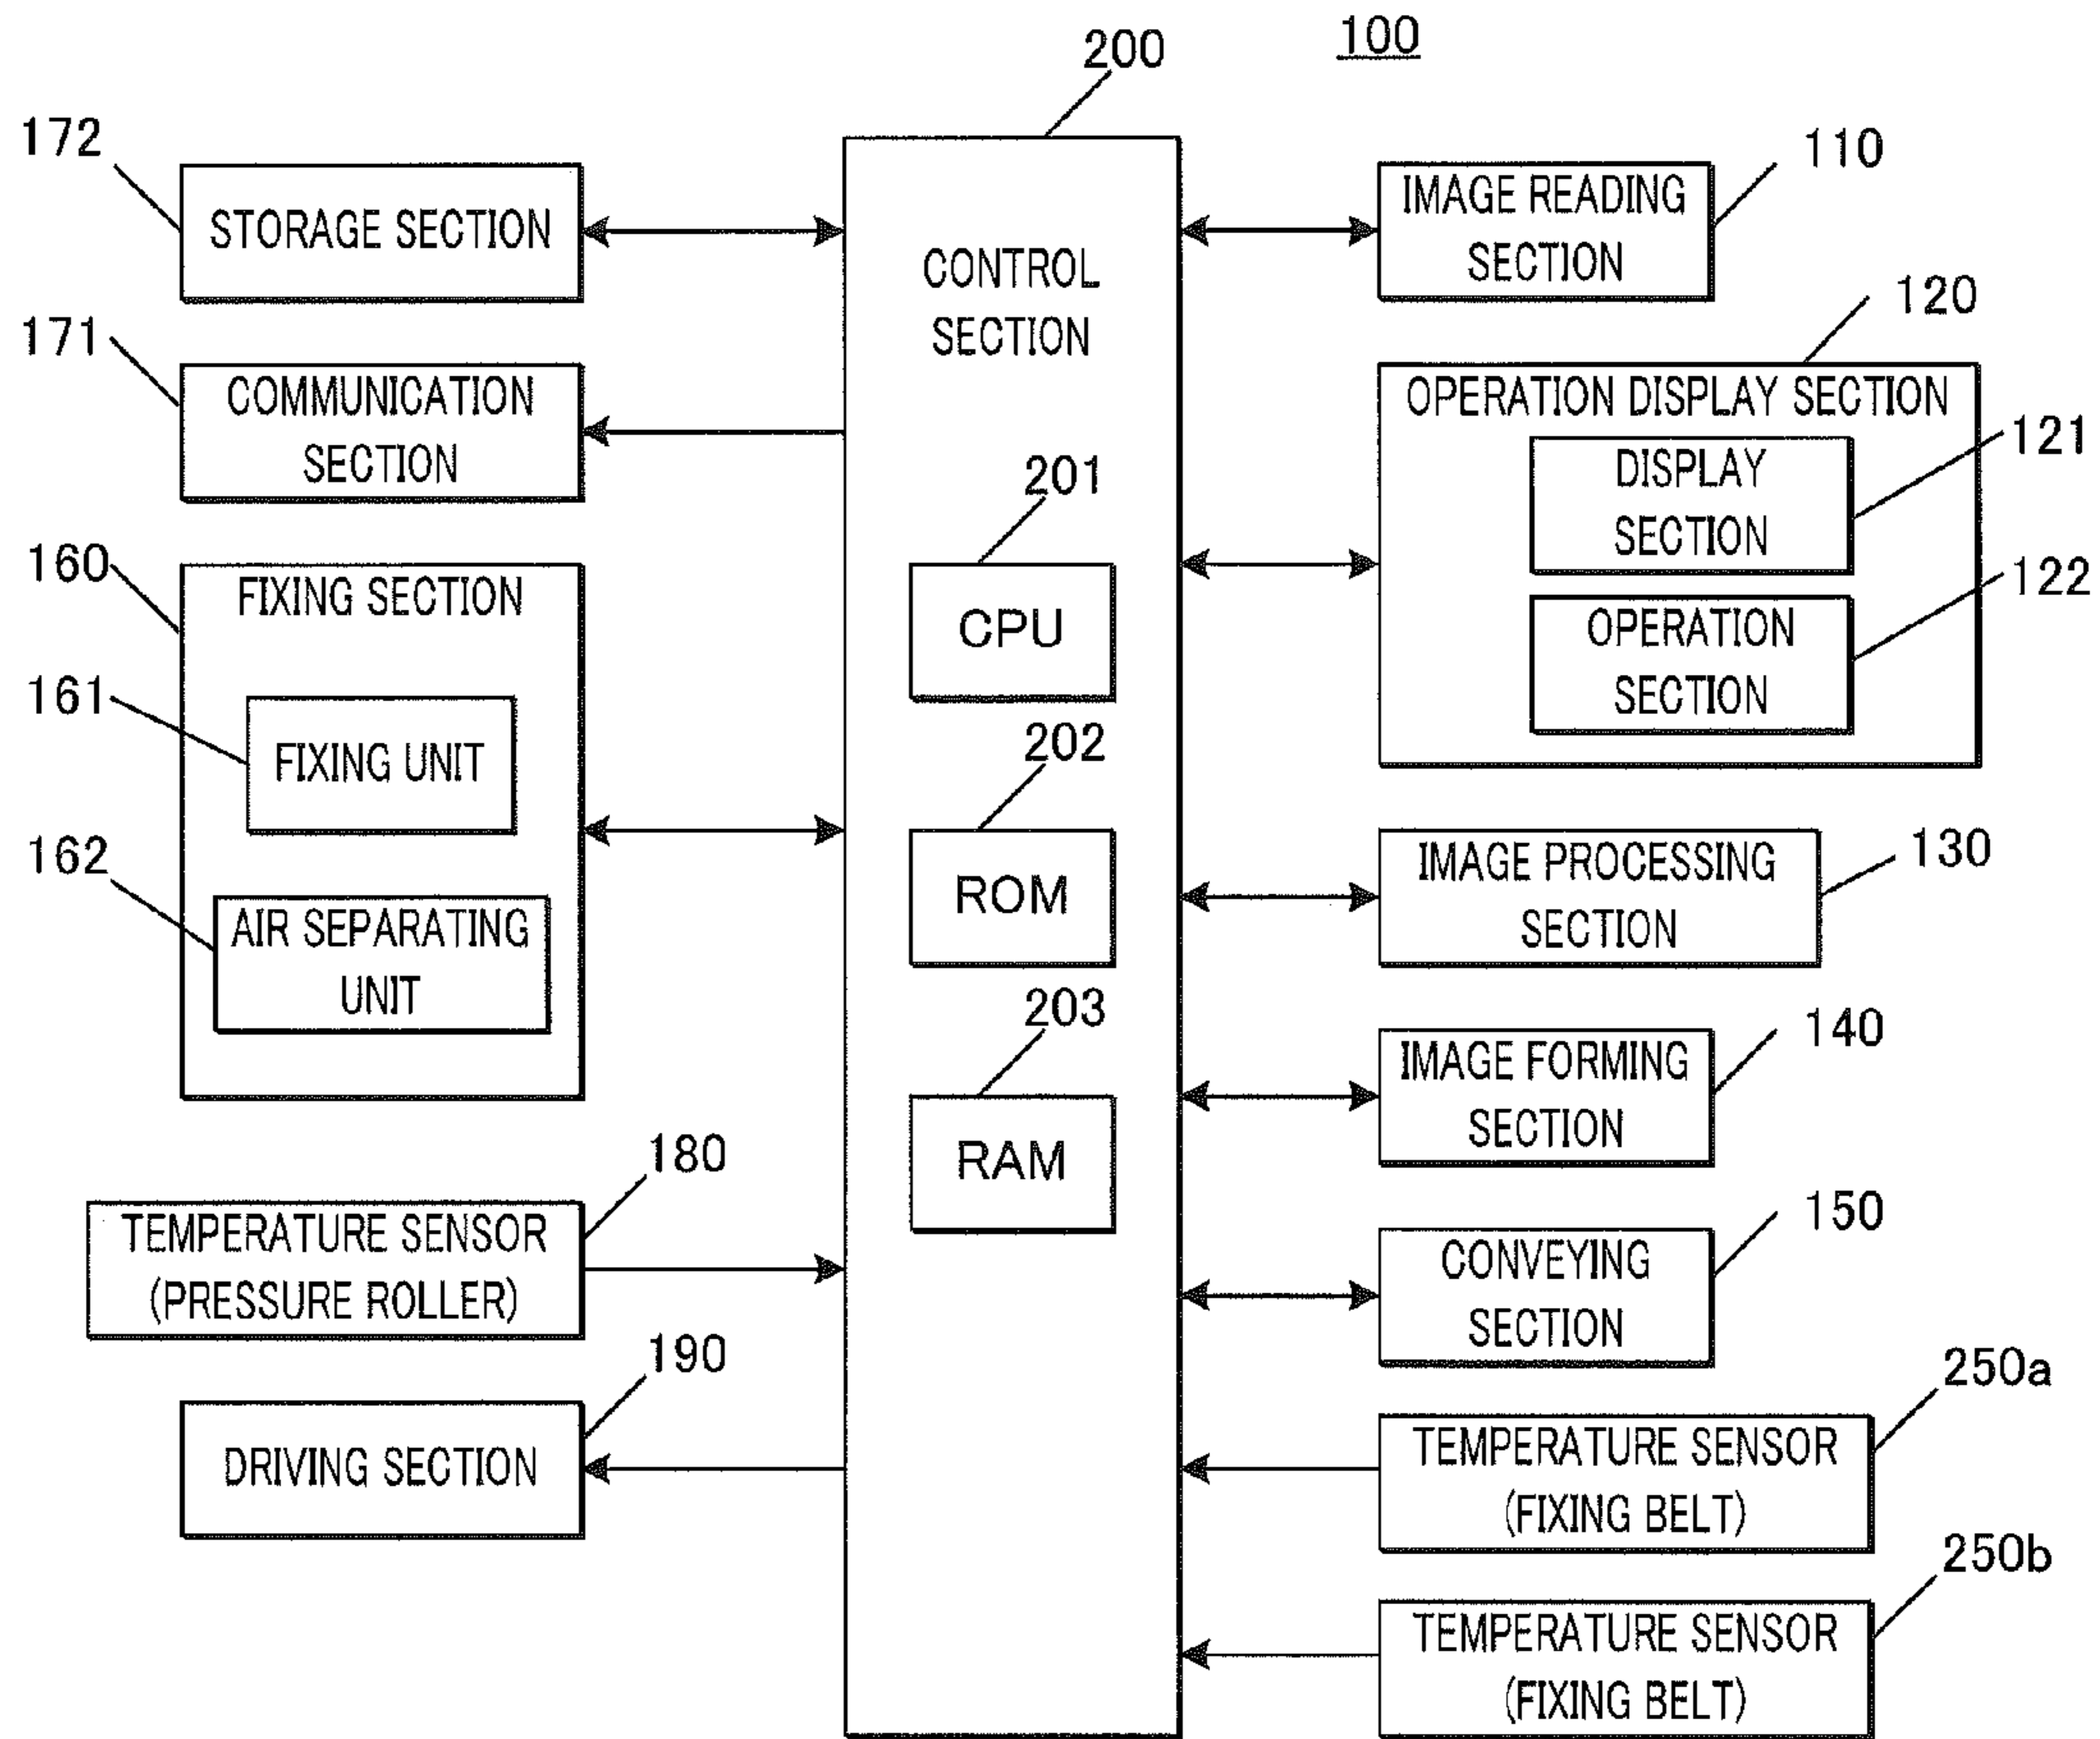 100
200
172
STORAGE SECTION
171
COMMUNICATION
SECTION
160
FIXING SECTION
161
FIXING UNIT
162
AIR SEPARATING
UNIT
180
TEMPERATURE SENSOR
(PRESSURE ROLLER)
190
DRIVING SECTION
CONTROL
SECTION
201
CPU
202
ROM
203
RAM
110
IMAGE READING
SECTION
120
OPERATION DISPLAY SECTION
121
DISPLAY
SECTION
122
OPERATION
SECTION
130
IMAGE PROCESSING
SECTION
140
IMAGE FORMING
SECTION
150
CONVEYING
SECTION
250a
TEMPERATURE SENSOR
(FIXING BELT)
250b
TEMPERATURE SENSOR
(FIXING BELT)